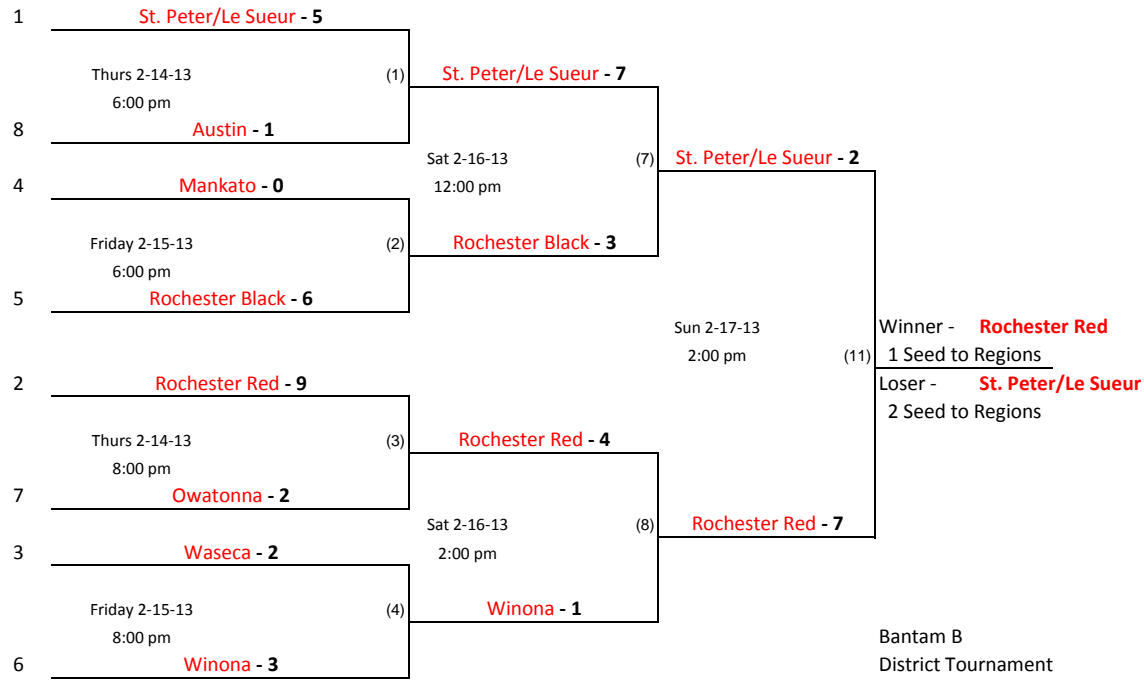 1 St. Peter/Le Sueur - 5
Thurs 2-14-13 (1) St. Peter/Le Sueur - 7
6:00 pm
8 Austin - 1
Sat 2-16-13 (7) St. Peter/Le Sueur - 2
4 Mankato - 0 12:00 pm
Friday 2-15-13 (2) Rochester Black - 3
6:00 pm
5 Rochester Black - 6
Sun 2-17-13 Winner - Rochester Red
2:00 pm (11) 1 Seed to Regions
2 Rochester Red - 9 Loser - St. Peter/Le Sueur
2 Seed to Regions
Thurs 2-14-13 (3) Rochester Red - 4
8:00 pm
7 Owatonna - 2
Sat 2-16-13 (8) Rochester Red - 7
3 Waseca - 2 2:00 pm
Friday 2-15-13 (4) Winona - 1
8:00 pm Bantam B
6 Winona - 3 District Tournament